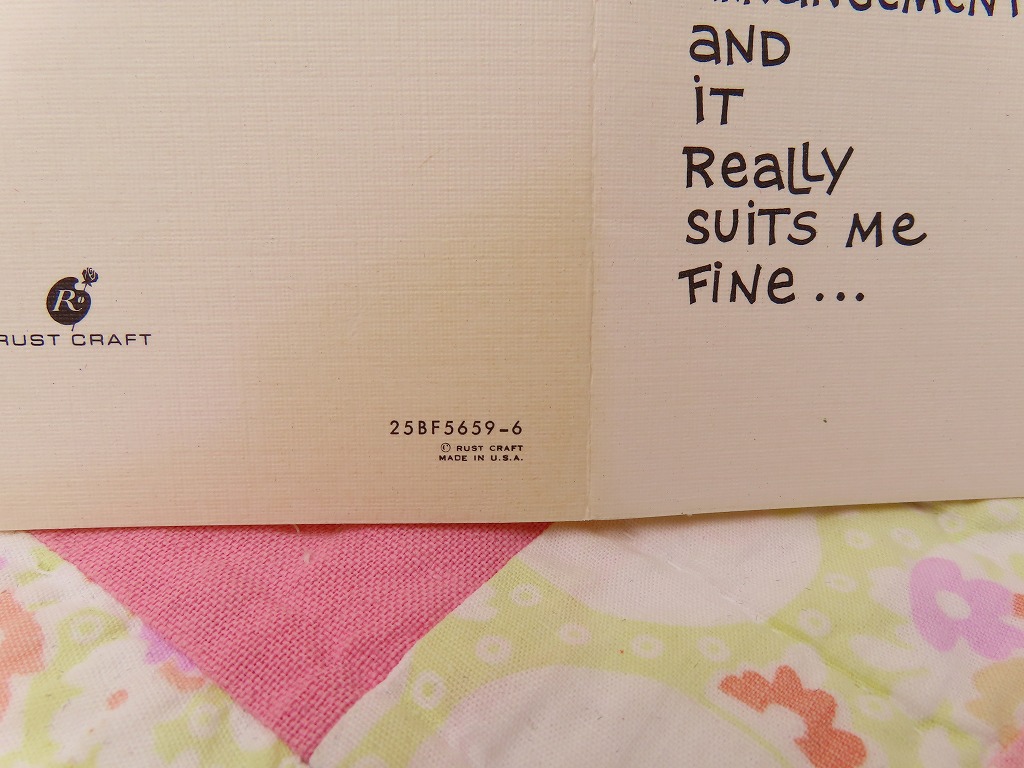 R
RUST CRAFT
25BF5659-6
© RUST CRAFT
MADE IN U.S.A.
aND
iT
ReaLLY
SUiTS Me
FiNe...